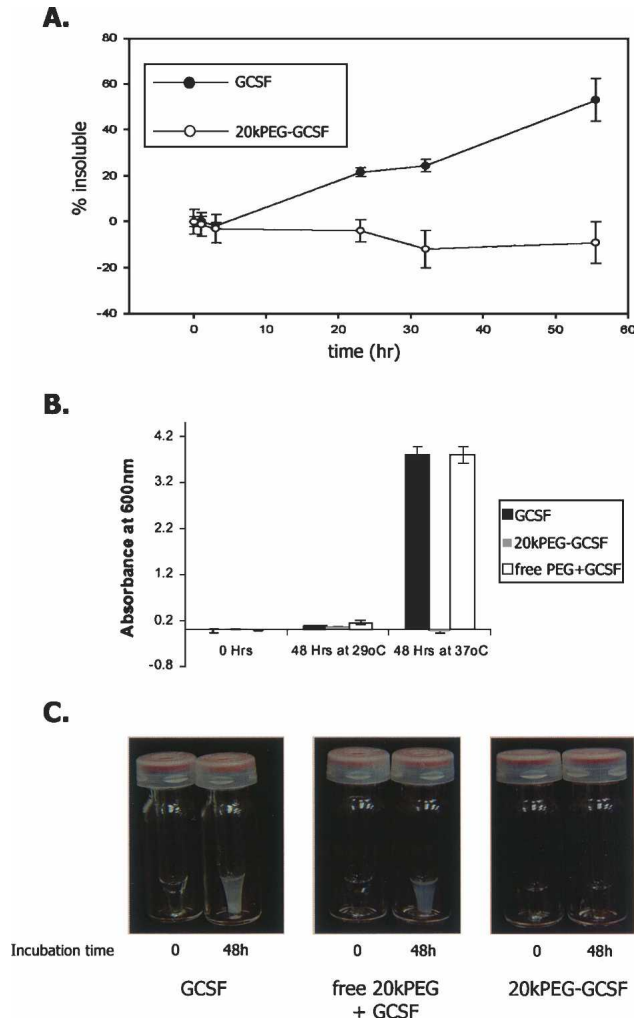 A.
% insoluble
80
60
40
20
0
-20
-40
GCSF
20kPEG-GCSF
0 10 20 30 40 50 60
time (hr)
B.
Absorbance at 600nm
4.2
3.2
2.2
1.2
0.2
-0.8
0 Hrs 48 Hrs at 29oC 48 Hrs at 37oC
GCSF
20kPEG-GCSF
free PEG+GCSF
C.
Incubation time 0 48h 0 48h 0 48h
GCSF free 20kPEG 20kPEG-GCSF
+ GCSF